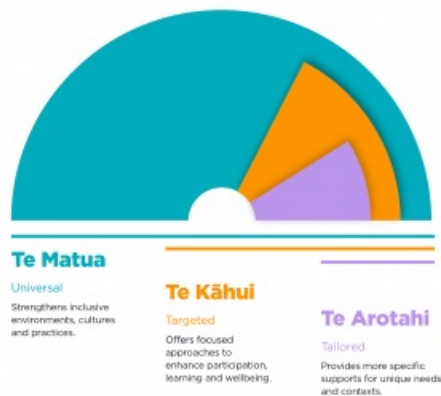 Te Matua
Universal
Strengthens inclusive
environments, cultures
and practices.
Te Kāhui
Targeted
Offers focused
approaches to
enhance participation,
learning and wellbeing.
Te Arotahi
Tailored
Provides more specific
supports for unique needs
and contexts.